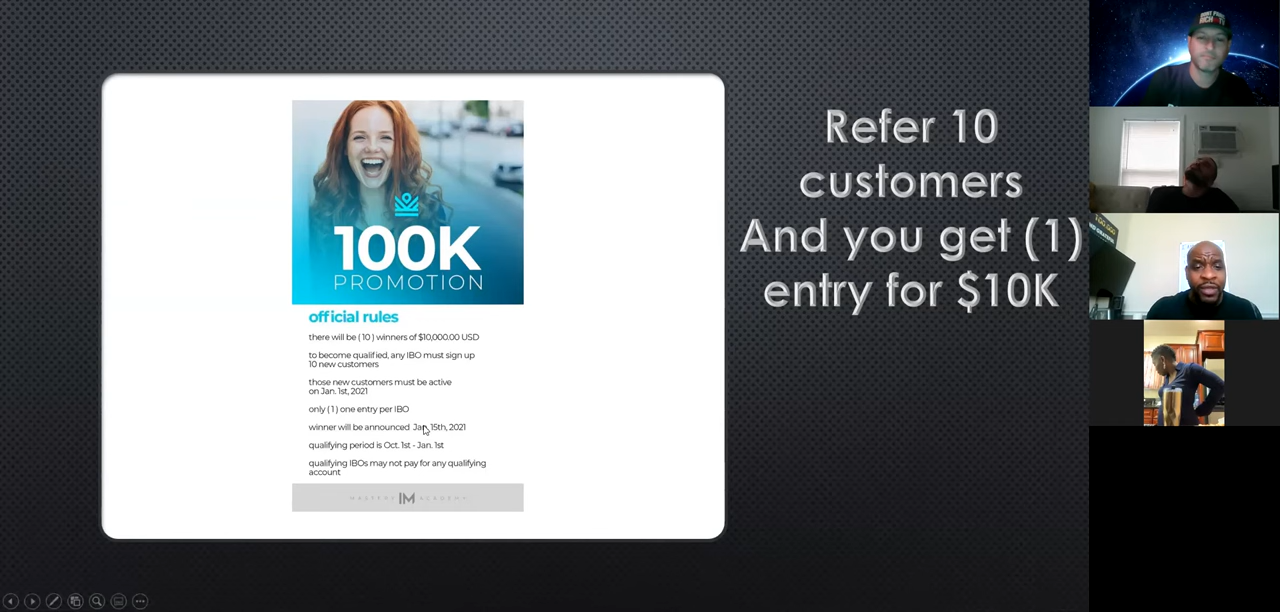 100K
PROMOTION
official rules
there will be ( 10 ) winners of $10,000.00 USD
to become qualified, any IBO must sign up
10 new customers
those new customers must be active
on Jan. 1st, 2021
only ( 1 ) one entry per IBO
winner will be announced Jan. 15th, 2021
qualifying period is Oct. 1st - Jan. 1st
qualifying IBOs may not pay for any qualifying
account
MASTERY IM ACADEMY
Refer 10
customers
And you get (1)
entry for $10K